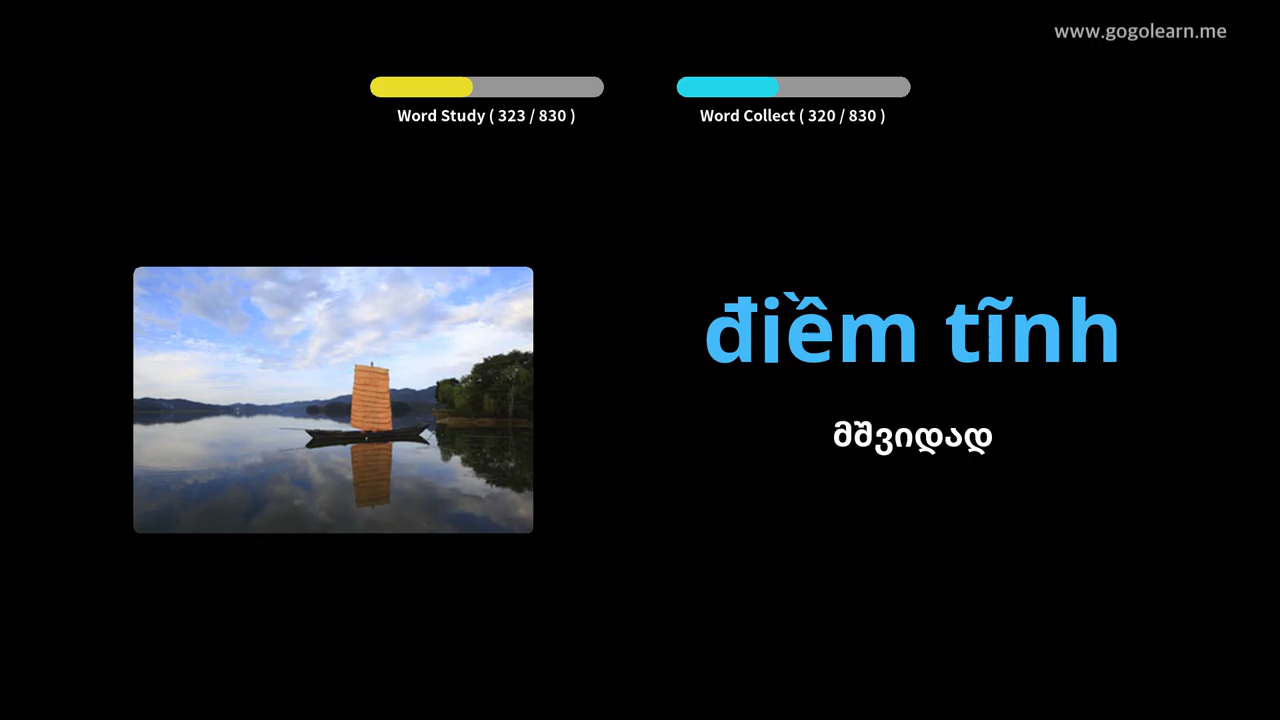 www.gogolearn.me
Word Study ( 323 / 830 )
Word Collect ( 320 / 830 )
điềm tĩnh
მშვიდად